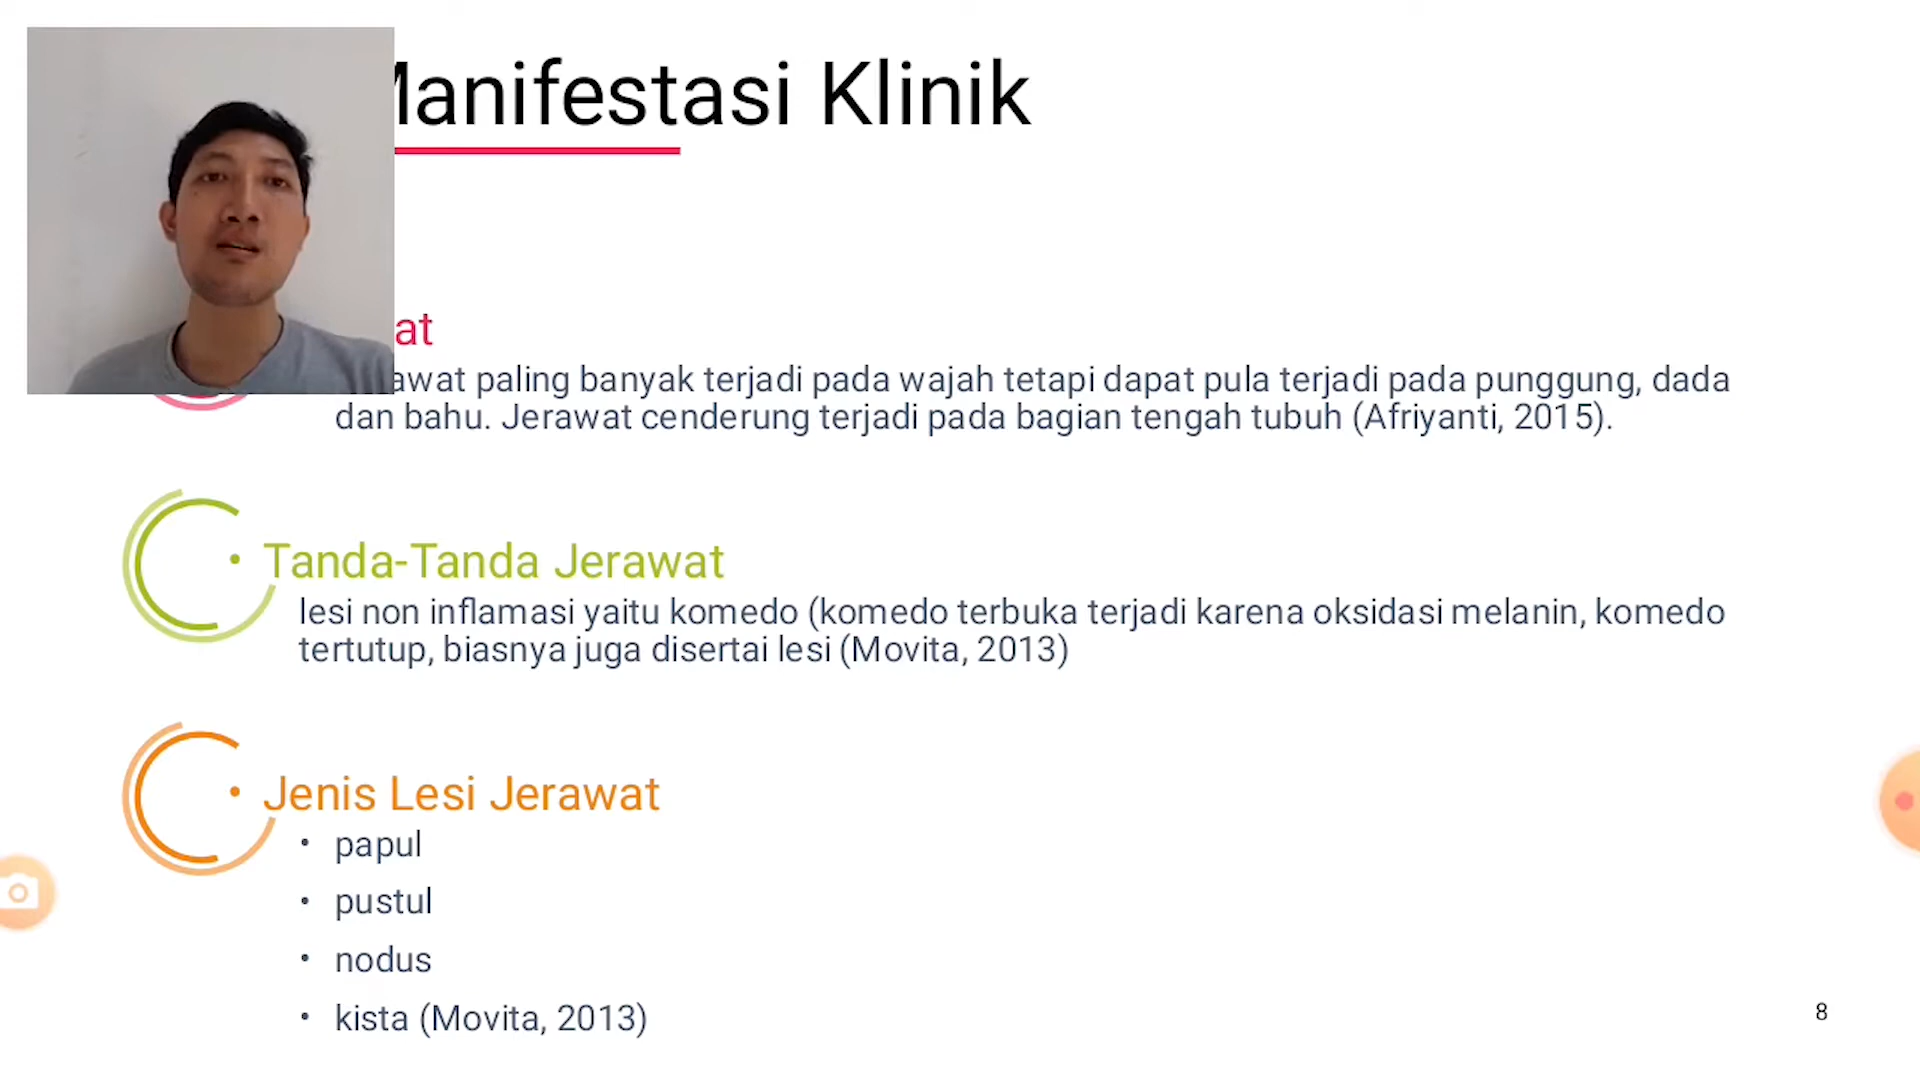 Manifestasi Klinik
at
awat paling banyak terjadi pada wajah tetapi dapat pula terjadi pada punggung, dada
dan bahu. Jerawat cenderung terjadi pada bagian tengah tubuh (Afriyanti, 2015).
• Tanda-Tanda Jerawat
lesi non inflamasi yaitu komedo (komedo terbuka terjadi karena oksidasi melanin, komedo
tertutup, biasnya juga disertai lesi (Movita, 2013)
• Jenis Lesi Jerawat
• papul
• pustul
• nodus
• kista (Movita, 2013)
8